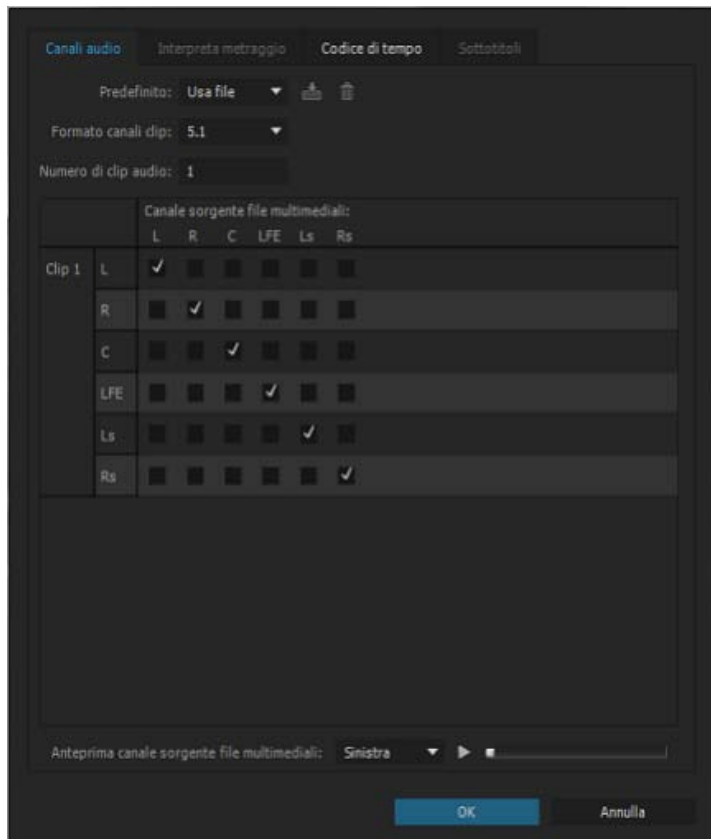 Canali audio Interpreta metraggio Codice di tempo Sottotitoli
Predefinito: Usa file
Formato canali clip: 5.1
Numero di clip audio: 1
Canale sorgente file multimediali:
L R C LFE Ls Rs
Clip 1 L
R
C
LFE
Ls
Rs
Anteprima canale sorgente file multimediali: Sinistra
OK Annulla